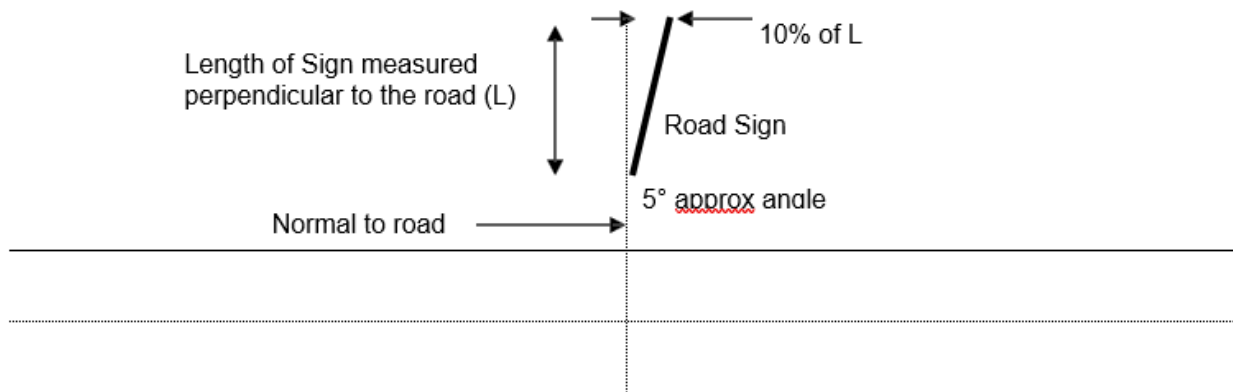 10% of L
Length of Sign measured
perpendicular to the road (L)
Road Sign
5° approx angle
Normal to road